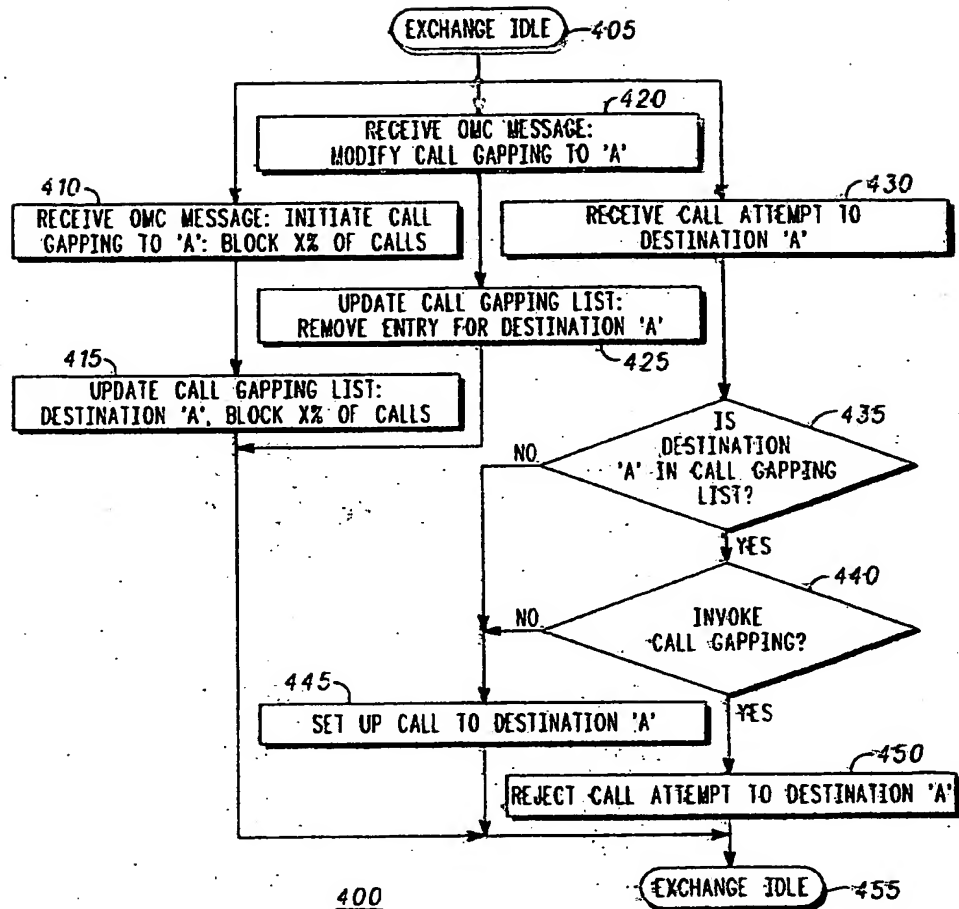 EXCHANGE IDLE
405
420
RECEIVE OMC MESSAGE:
MODIFY CALL GAPPING TO 'A'
410
RECEIVE OMC MESSAGE: INITIATE CALL
GAPPING TO 'A': BLOCK X% OF CALLS
430
RECEIVE CALL ATTEMPT TO
DESTINATION 'A'
UPDATE CALL GAPPING LIST:
REMOVE ENTRY FOR DESTINATION 'A'
425
415
UPDATE CALL GAPPING LIST:
DESTINATION 'A', BLOCK X% OF CALLS
435
IS
DESTINATION
'A' IN CALL GAPPING
LIST?
NO
YES
440
INVOKE
CALL GAPPING?
NO
YES
445
SET UP CALL TO DESTINATION 'A'
450
REJECT CALL ATTEMPT TO DESTINATION 'A'
EXCHANGE IDLE
455
400